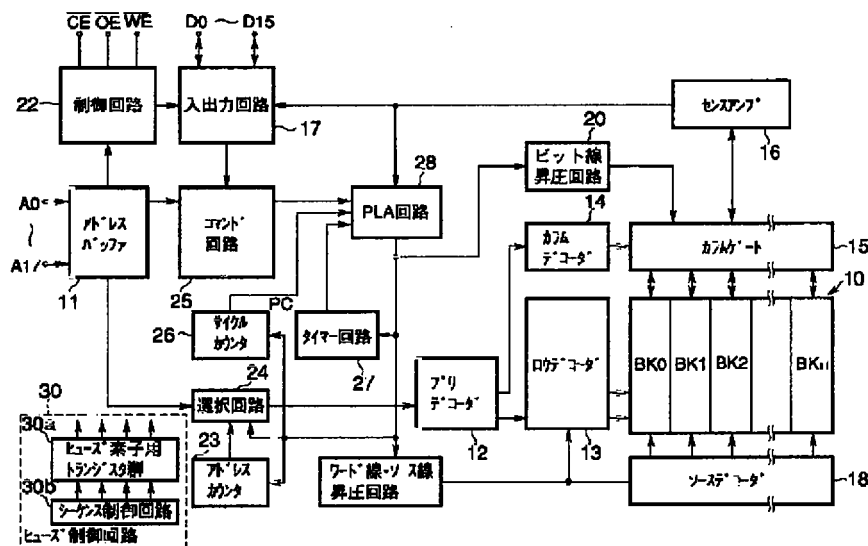 CE OE WE
D0 ～ D15
22
制御回路
入出力回路
17
センスアンプ
16
20
ビット線
昇圧回路
28
PLA回路
14
カラム
デコーダ
カラムゲート
15
A0
～
A17
アドレス
バッファ
11
コマンド
回路
25
PC
26
サイクル
カウンタ
タイマー回路
27
10
BK0
BK1
BK2
BKn
ロウデコーダ
13
プリ
デコーダ
12
24
選択回路
23
アドレス
カウンタ
ワード線・ソース線
昇圧回路
ソースデコーダ
18
30
30a
ヒューズ素子用
トランジスタ
30b
シーケンス制御回路
ヒューズ制御回路